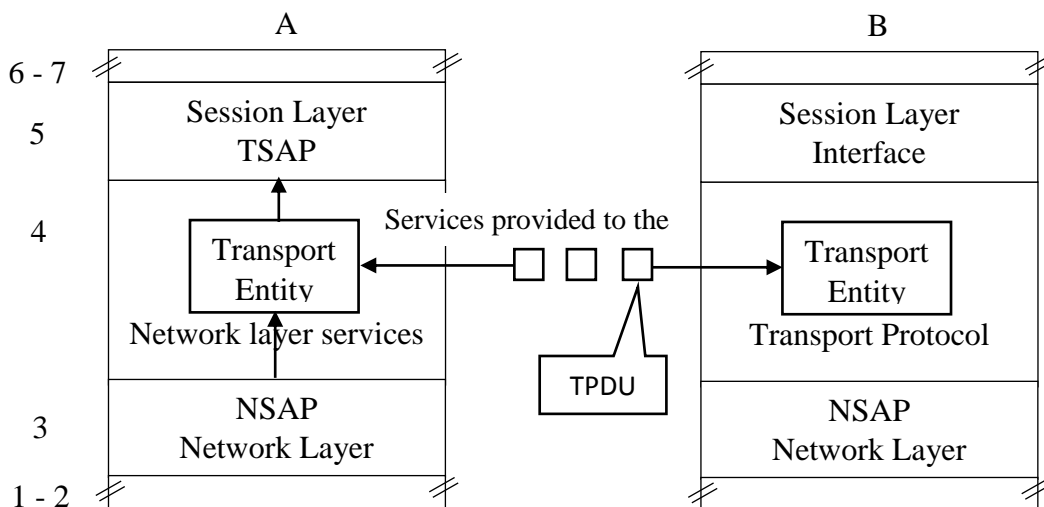 A
B
6 - 7
5
Session Layer
TSAP
Session Layer
Interface
4
Services provided to the
Transport
Entity
Transport
Entity
Network layer services
Transport Protocol
TPDU
3
NSAP
Network Layer
NSAP
Network Layer
1 - 2